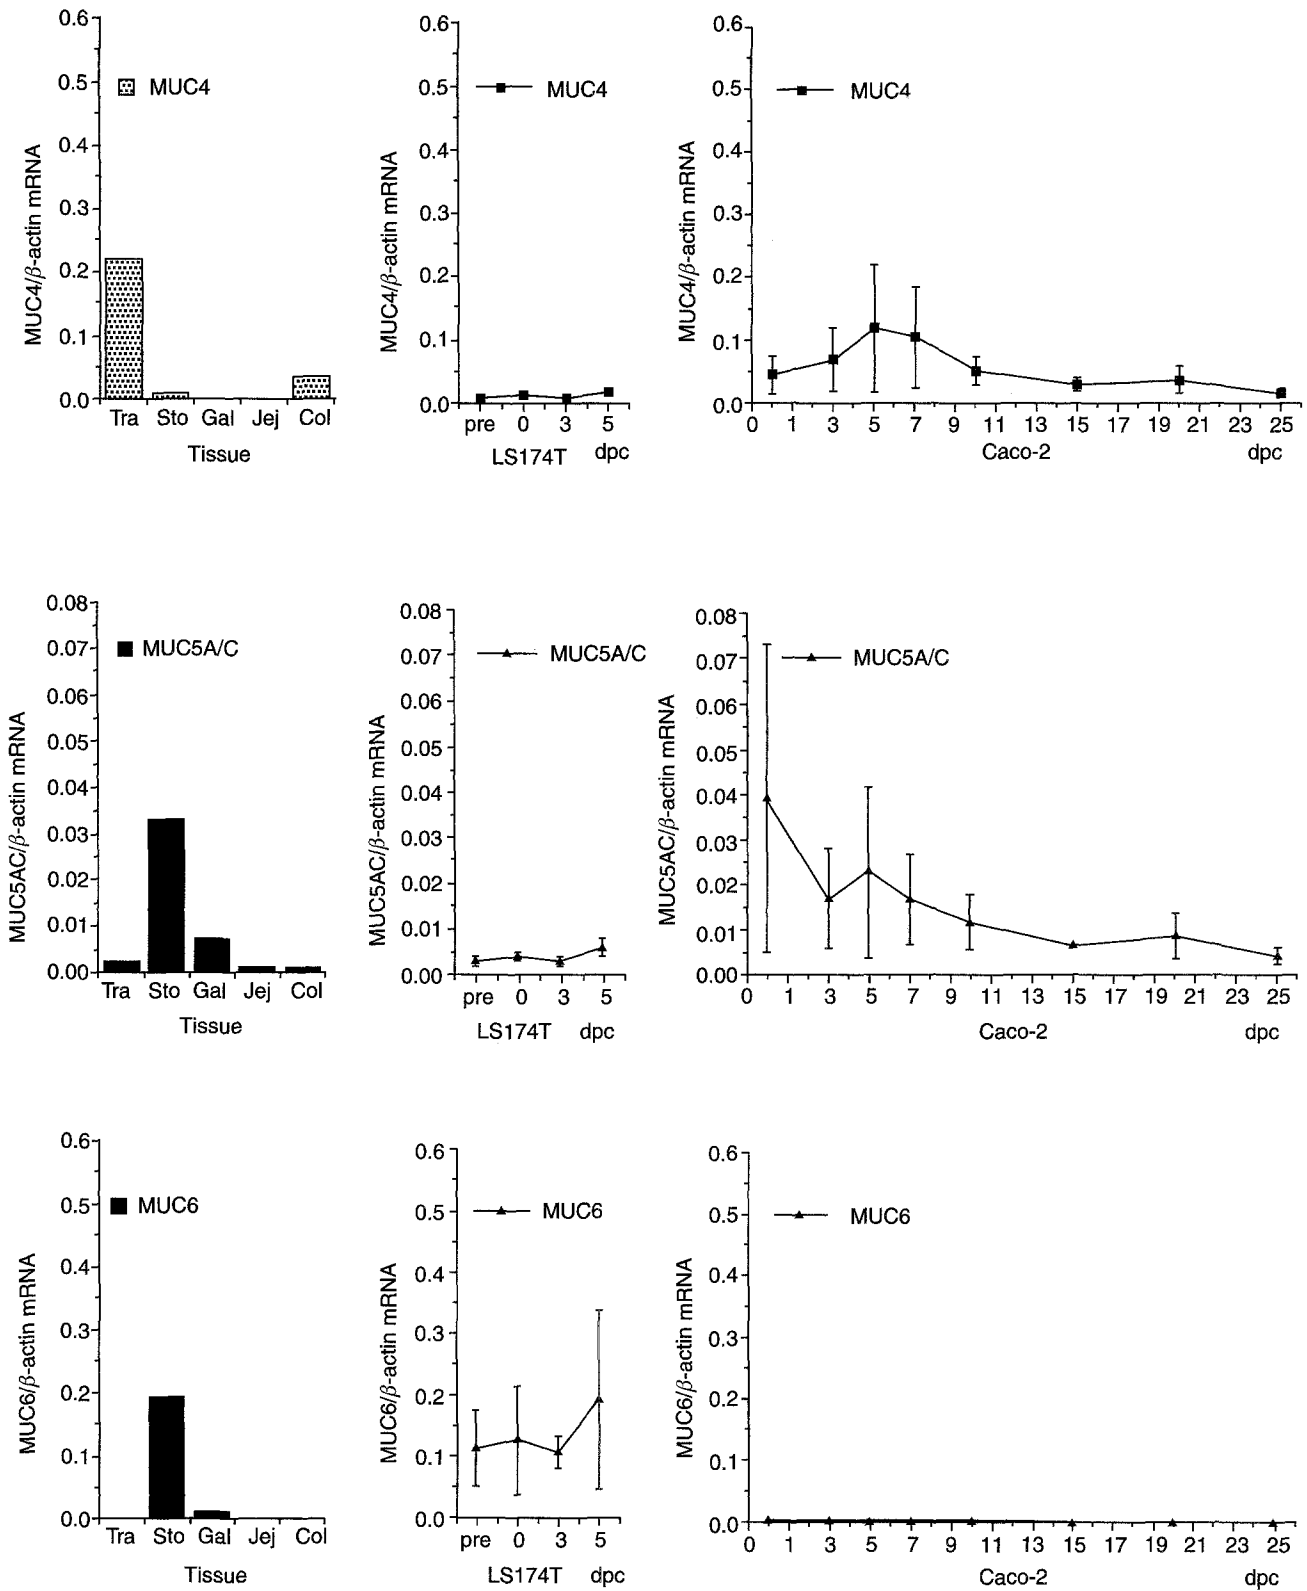 0.6
0.5
0.4
0.3
0.2
0.1
0.0
MUC4/β-actin mRNA
MUC4
Tra Sto Gal Jej Col
Tissue
0.6
0.5
0.4
0.3
0.2
0.1
0.0
MUC4/β-actin mRNA
MUC4
pre 0 3 5
LS174T dpc
0.6
0.5
0.4
0.3
0.2
0.1
0.0
MUC4/β-actin mRNA
MUC4
0 1 3 5 7 9 11 13 15 17 19 21 23 25
Caco-2 dpc
0.08
0.07
0.06
0.05
0.04
0.03
0.02
0.01
0.00
MUC5AC/β-actin mRNA
MUC5A/C
Tra Sto Gal Jej Col
Tissue
0.08
0.07
0.06
0.05
0.04
0.03
0.02
0.01
0.00
MUC5AC/β-actin mRNA
MUC5A/C
pre 0 3 5
LS174T dpc
0.08
0.07
0.06
0.05
0.04
0.03
0.02
0.01
0.00
MUC5AC/β-actin mRNA
MUC5A/C
0 1 3 5 7 9 11 13 15 17 19 21 23 25
Caco-2 dpc
0.6
0.5
0.4
0.3
0.2
0.1
0.0
MUC6/β-actin mRNA
MUC6
Tra Sto Gal Jej Col
Tissue
0.6
0.5
0.4
0.3
0.2
0.1
0.0
MUC6/β-actin mRNA
MUC6
pre 0 3 5
LS174T dpc
0.6
0.5
0.4
0.3
0.2
0.1
0.0
MUC6/β-actin mRNA
MUC6
0 1 3 5 7 9 11 13 15 17 19 21 23 25
Caco-2 dpc